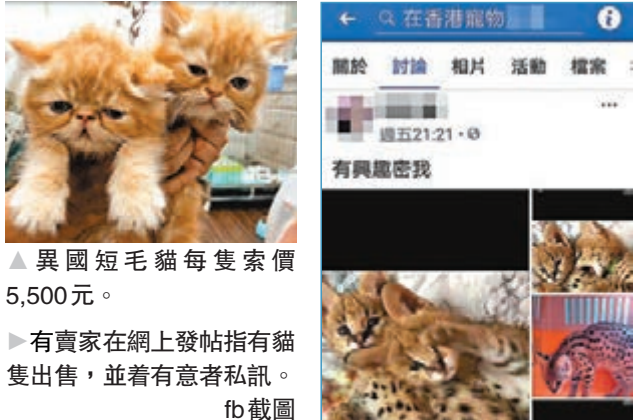 ▲異國短毛貓每隻索價
5,500元。
▶有賣家在網上發帖指有貓
隻出售,並着有意者私訊。
fb截圖
在香港寵物
關於 討論 相片 活動 檔案
週五21:21
有興趣密我